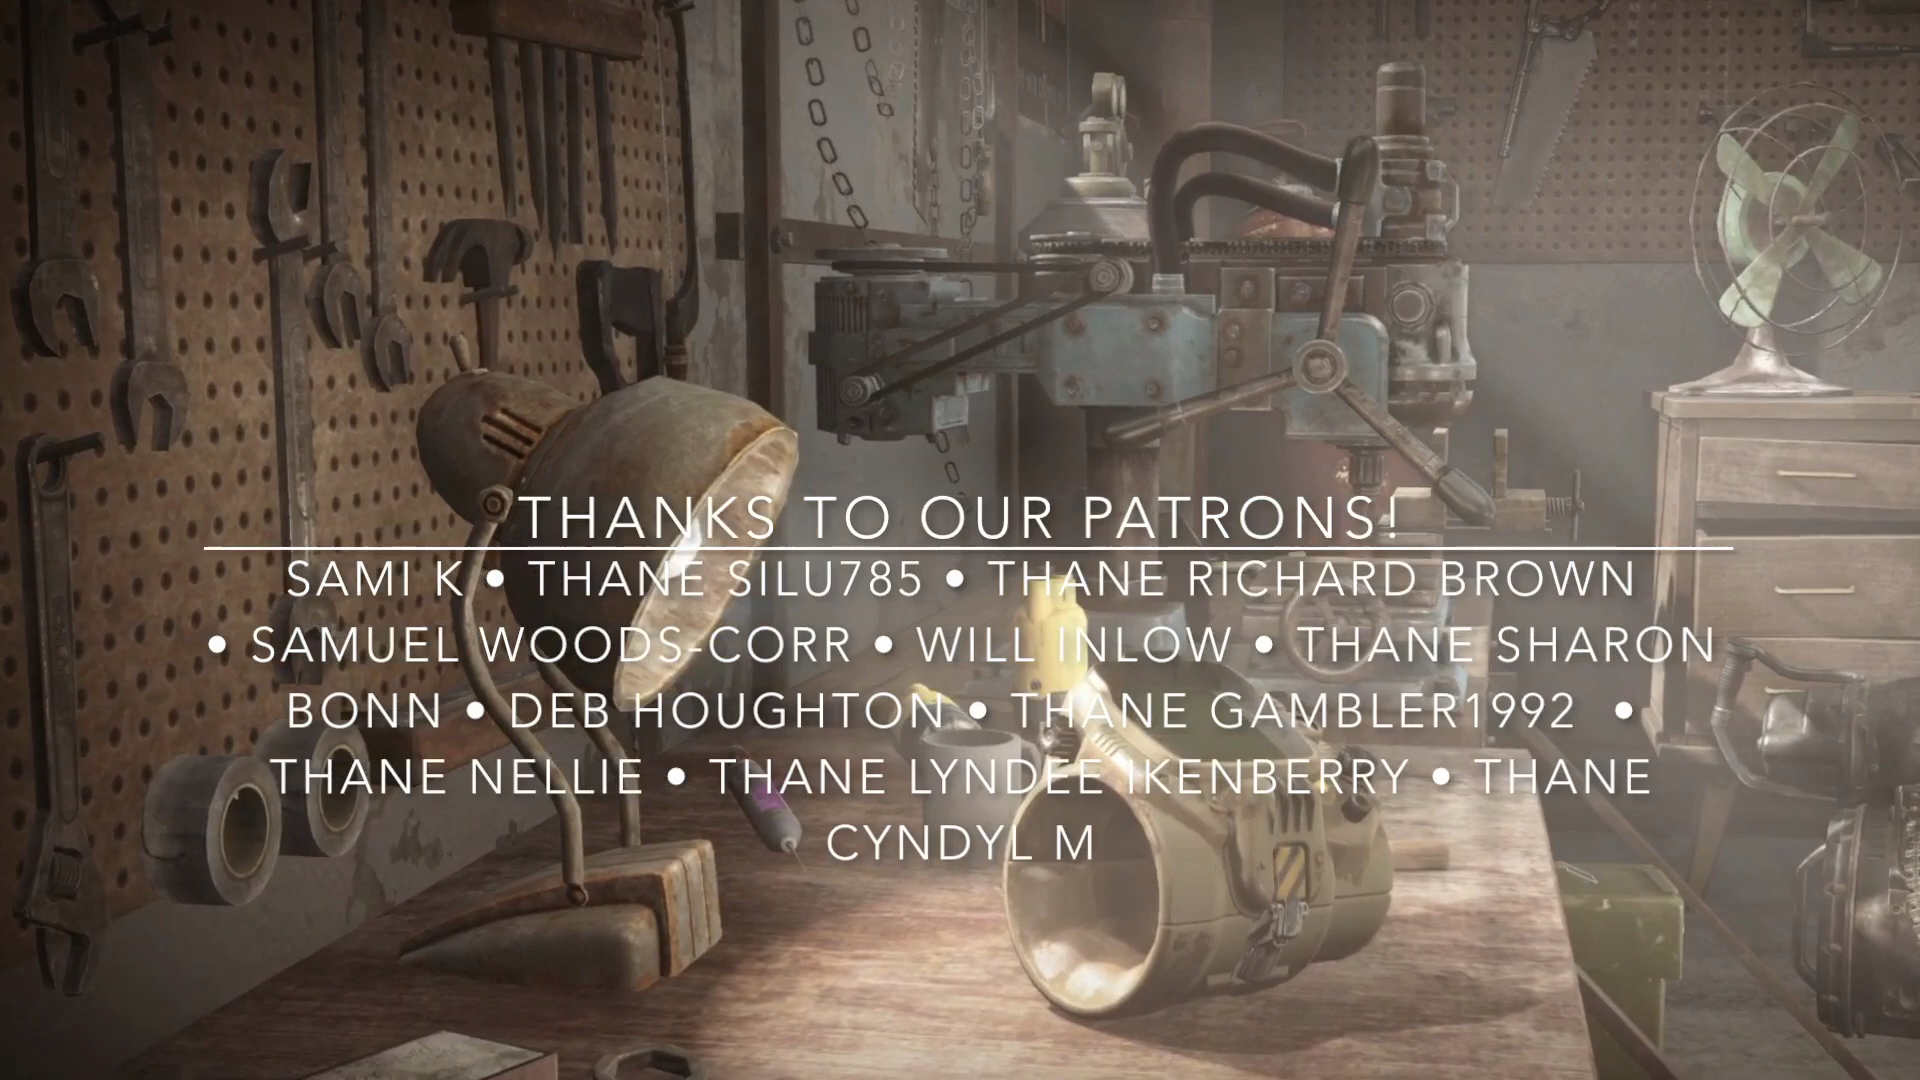 THANKS TO OUR PATRONS!
SAMI K • THANE SILU785 • THANE RICHARD BROWN
• SAMUEL WOODS-CORR • WILL INLOW • THANE SHARON
BONN • DEB HOUGHTON • THANE GAMBLER1992 •
THANE NELLIE • THANE LYNDEE IKENBERRY • THANE
CYNDYL M